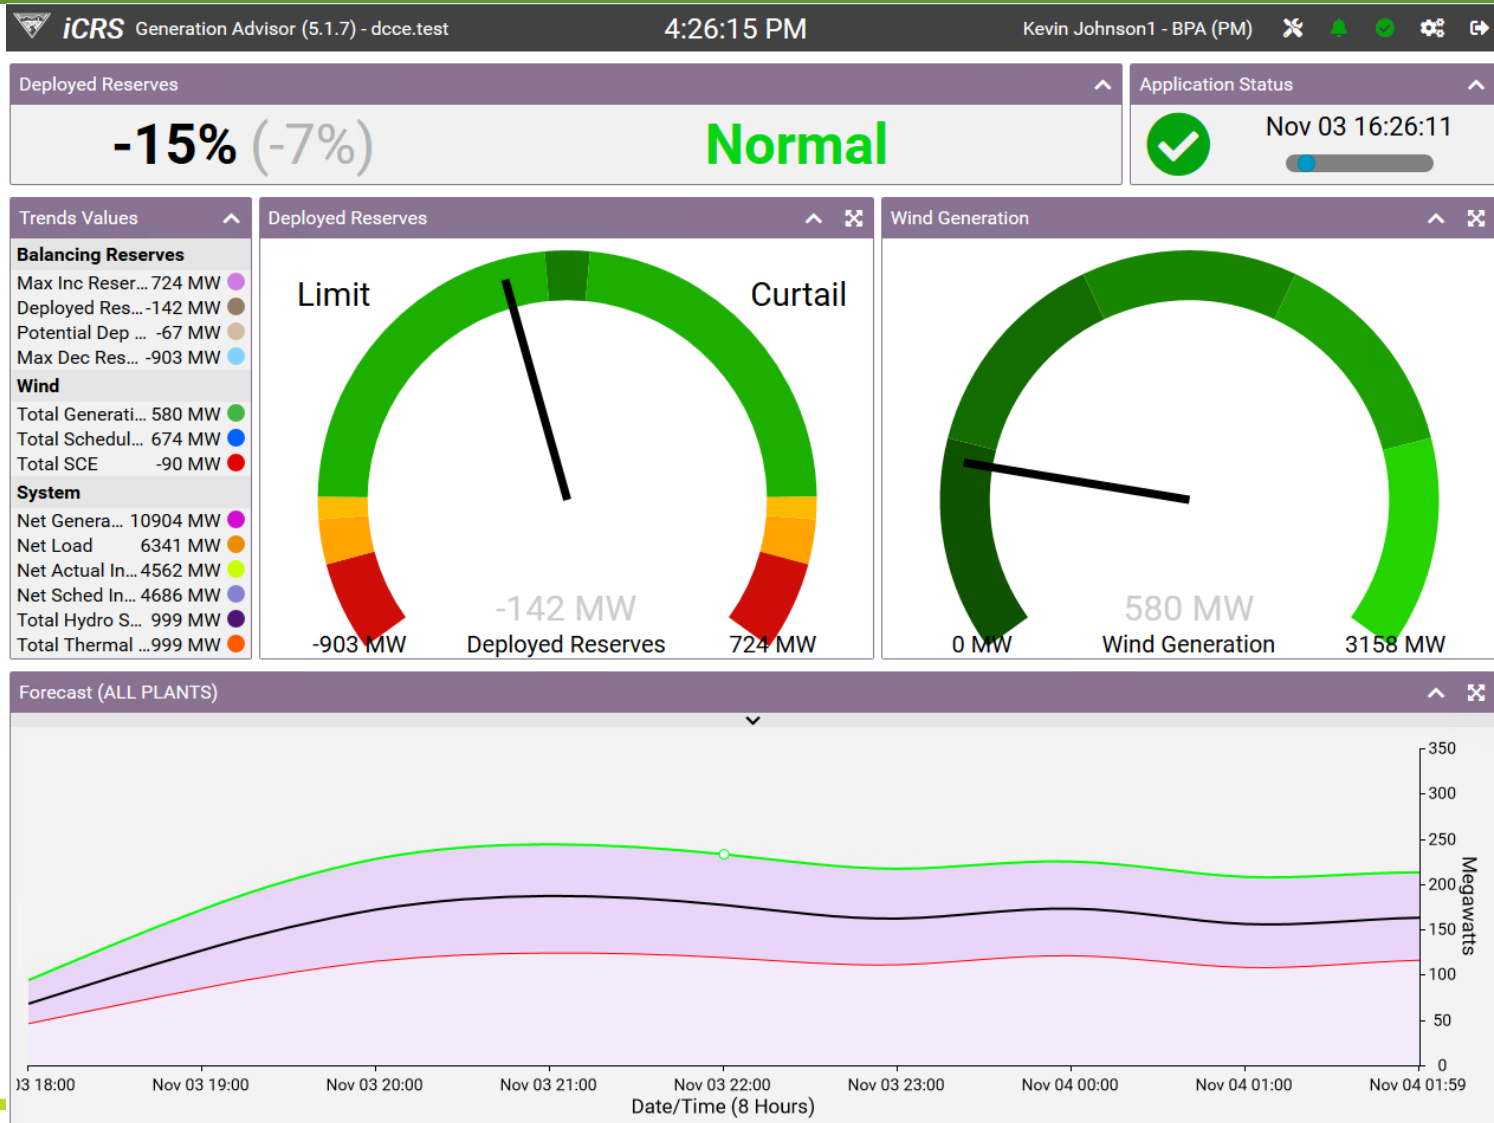 iCRS Generation Advisor (5.1.7) - dcce.test
4:26:15 PM
Kevin Johnson1 - BPA (PM)
Deployed Reserves
-15% (-7%)
Normal
Application Status
Nov 03 16:26:11
Trends Values
Balancing Reserves
Max Inc Reser... 724 MW
Deployed Res... -142 MW
Potential Dep ... -67 MW
Max Dec Res... -903 MW
Wind
Total Generati... 580 MW
Total Schedul... 674 MW
Total SCE -90 MW
System
Net Genera... 10904 MW
Net Load 6341 MW
Net Actual In... 4562 MW
Net Sched In... 4686 MW
Total Hydro S... 999 MW
Total Thermal ... 999 MW
Deployed Reserves
Limit
Curtail
-142 MW
-903 MW
Deployed Reserves
724 MW
Wind Generation
580 MW
0 MW
Wind Generation
3158 MW
Forecast (ALL PLANTS)
350
300
250
200
150
100
50
0
Megawatts
03 18:00
Nov 03 19:00
Nov 03 20:00
Nov 03 21:00
Nov 03 22:00
Nov 03 23:00
Nov 04 00:00
Nov 04 01:00
Nov 04 01:59
Date/Time (8 Hours)